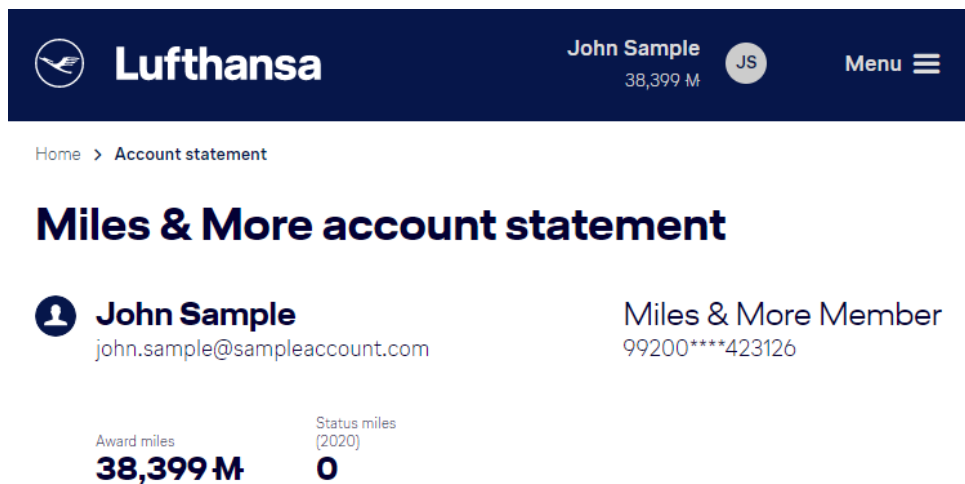 Lufthansa
John Sample
38,399 M
JS
Menu
Home > Account statement
Miles & More account statement
John Sample
john.sample@sampleaccount.com
Miles & More Member
99200****423126
Award miles
38,399 M
Status miles
(2020)
0